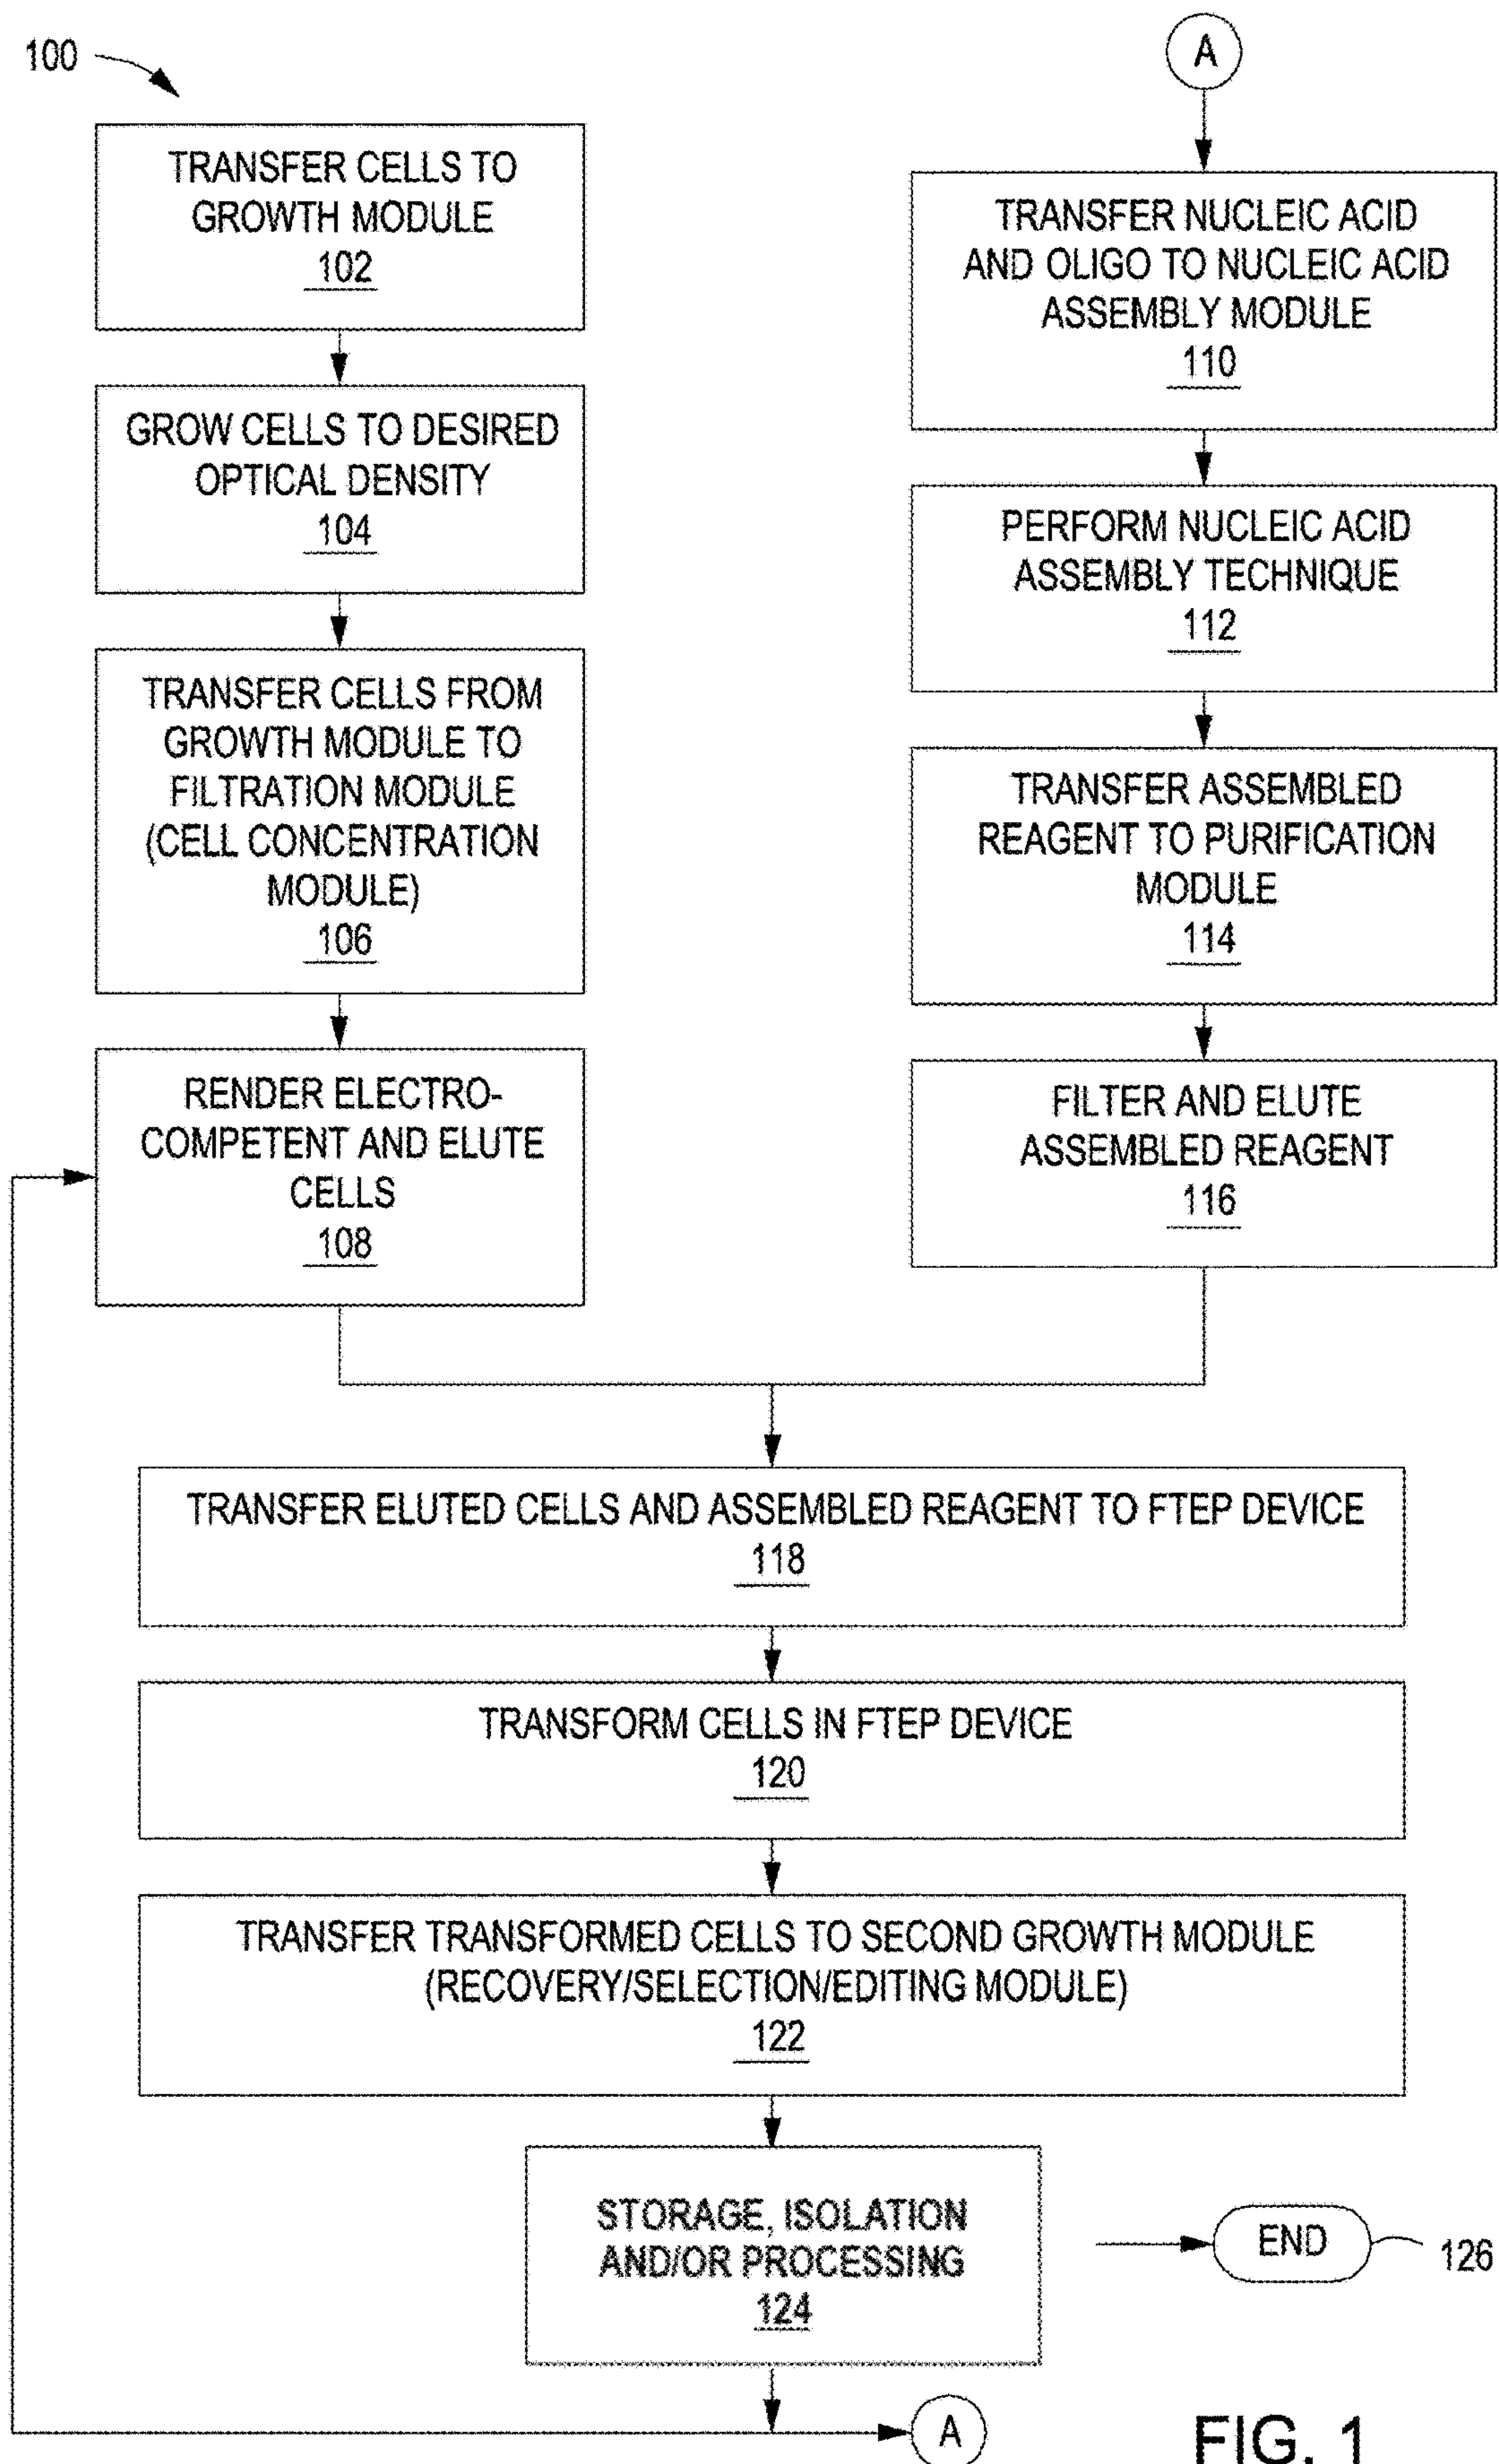 100
TRANSFER CELLS TO
GROWTH MODULE
102
GROW CELLS TO DESIRED
OPTICAL DENSITY
104
TRANSFER CELLS FROM
GROWTH MODULE TO
FILTRATION MODULE
(CELL CONCENTRATION
MODULE)
106
RENDER ELECTRO-
COMPETENT AND ELUTE
CELLS
108
A
TRANSFER NUCLEIC ACID
AND OLIGO TO NUCLEIC ACID
ASSEMBLY MODULE
110
PERFORM NUCLEIC ACID
ASSEMBLY TECHNIQUE
112
TRANSFER ASSEMBLED
REAGENT TO PURIFICATION
MODULE
114
FILTER AND ELUTE
ASSEMBLED REAGENT
116
TRANSFER ELUTED CELLS AND ASSEMBLED REAGENT TO FTEP DEVICE
118
TRANSFORM CELLS IN FTEP DEVICE
120
TRANSFER TRANSFORMED CELLS TO SECOND GROWTH MODULE
(RECOVERY/SELECTION/EDITING MODULE)
122
STORAGE, ISOLATION
AND/OR PROCESSING
124
END
126
A
FIG. 1